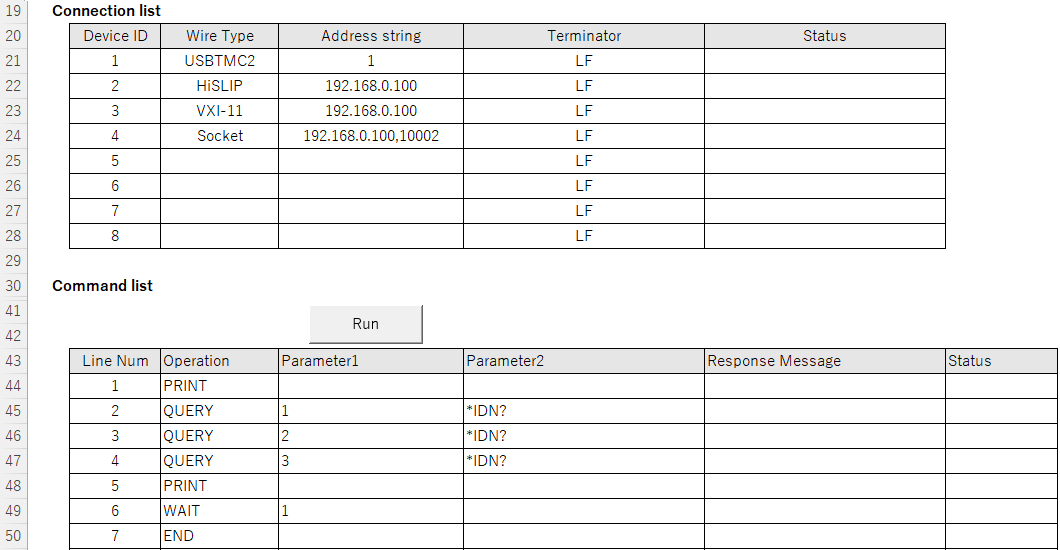 19 Connection list
20 Device ID Wire Type Address string Terminator Status
21 1 USBTMC2 1 LF
22 2 HiSLIP 192.168.0.100 LF
23 3 VXI-11 192.168.0.100 LF
24 4 Socket 192.168.0.100,10002 LF
25 5 LF
26 6 LF
27 7 LF
28 8 LF
29
30 Command list
41
Run
42
43 Line Num Operation Parameter1 Parameter2 Response Message Status
44 1 PRINT
45 2 QUERY 1 *IDN?
46 3 QUERY 2 *IDN?
47 4 QUERY 3 *IDN?
48 5 PRINT
49 6 WAIT 1
50 7 END